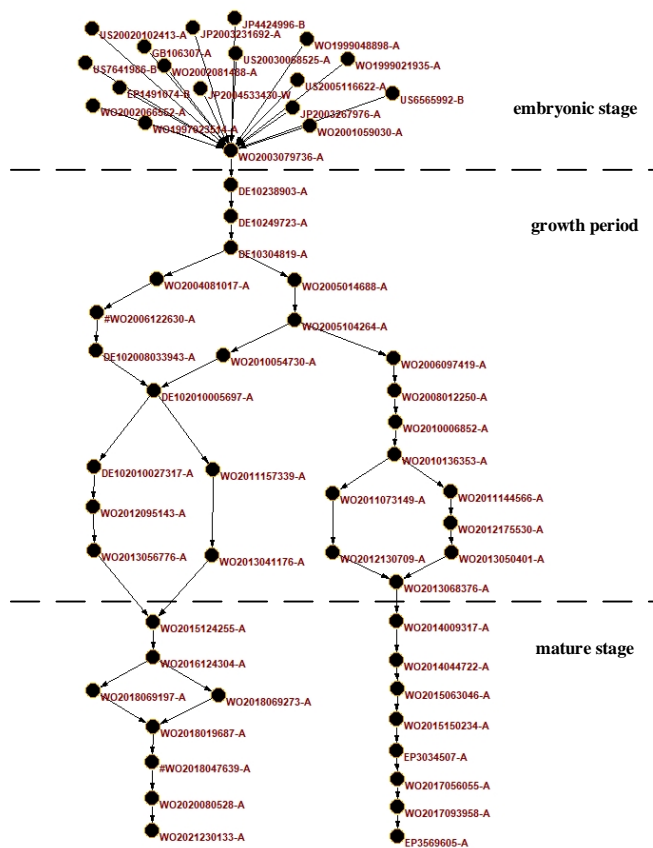 JP4424996-B
US20020102413-A
JP2003231692-A
WO1999048898-A
GB106307-A
US20030068525-A
WO1999021935-A
US7641986-B
WO2002081488-A
US2005116622-A
EP1491074-B
JP2004533430-W
US6565992-B
WO2002066562-A
JP2003267976-A
embryonic stage
WO1997023514-A
WO2001059030-A
WO2003079736-A
DE10238903-A
DE10249723-A
growth period
DE10304819-A
WO2004081017-A
WO2005014688-A
#WO2006122630-A
WO2005104264-A
DE102008033943-A
WO2010054730-A
WO2006097419-A
DE102010005697-A
WO2008012250-A
WO2010006852-A
WO2010136353-A
DE102010027317-A
WO2011157339-A
WO2011073149-A
WO2011144566-A
WO2012095143-A
WO2012175530-A
WO2013056776-A
WO2013041176-A
WO2012130709-A
WO2013050401-A
WO2013068376-A
WO2015124255-A
WO2014009317-A
mature stage
WO2016124304-A
WO2014044722-A
WO2018069197-A
WO2018069273-A
WO2015063046-A
WO2018019687-A
WO2015150234-A
#WO2018047639-A
EP3034507-A
WO2020080528-A
WO2017056055-A
WO2017093958-A
WO2021230133-A
EP3569605-A